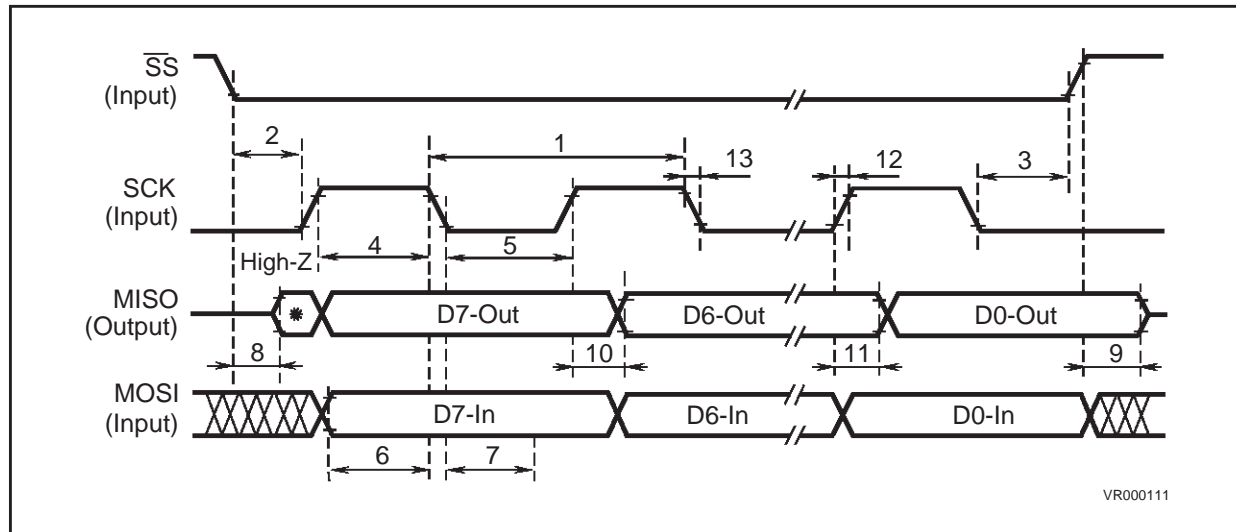 SS
(Input)
2
1
13
12
3
SCK
(Input)
4
5
High-Z
MISO
(Output)
*
D7-Out
D6-Out
D0-Out
8
10
11
9
MOSI
(Input)
D7-In
D6-In
D0-In
6
7
VR000111